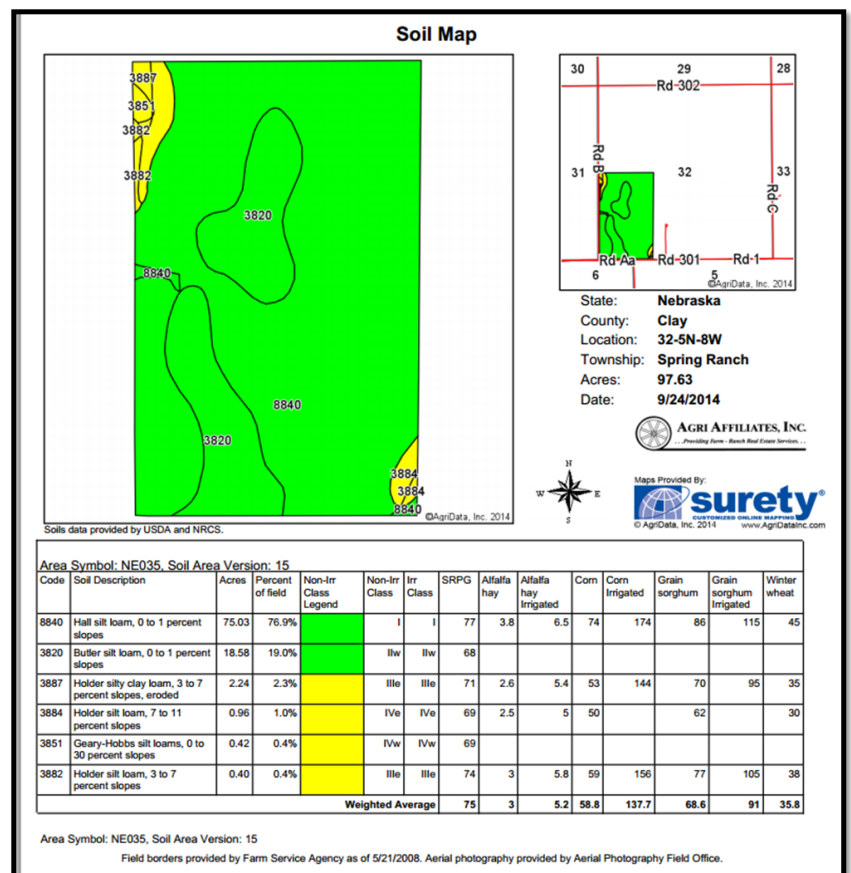 Soil Map
3887
3851
3882
3882
3820
8840
8840
3820
3884
3884
8840
©AgriData, Inc. 2014
Soils data provided by USDA and NRCS.
30 29 28
Rd 302
Rd B
31 32 33
Rd C
Rd Aa Rd 301 Rd 1
6 5
©AgriData, Inc. 2014
State: Nebraska
County: Clay
Location: 32-5N-8W
Township: Spring Ranch
Acres: 97.63
Date: 9/24/2014
AGRI AFFILIATES, INC.
...Providing Farm - Ranch Real Estate Services...
N
W E
S
Maps Provided By:
surety®
CUSTOMIZED ONLINE MAPPING
© AgriData, Inc. 2014 www.AgriDataInc.com
Area Symbol: NE035, Soil Area Version: 15
Code Soil Description Acres Percent of field Non-Irr Class Legend Non-Irr Class Irr Class SRPG Alfalfa hay Alfalfa hay Irrigated Corn Corn Irrigated Grain sorghum Grain sorghum Irrigated Winter wheat
8840 Hall silt loam, 0 to 1 percent slopes 75.03 76.9% I I 77 3.8 6.5 74 174 86 115 45
3820 Butler silt loam, 0 to 1 percent slopes 18.58 19.0% IIw IIw 68
3887 Holder silty clay loam, 3 to 7 percent slopes, eroded 2.24 2.3% IIIe IIIe 71 2.6 5.4 53 144 70 95 35
3884 Holder silt loam, 7 to 11 percent slopes 0.96 1.0% IVe IVe 69 2.5 5 50 62 30
3851 Geary-Hobbs silt loams, 0 to 30 percent slopes 0.42 0.4% IVw IVw 69
3882 Holder silt loam, 3 to 7 percent slopes 0.40 0.4% IIIe IIIe 74 3 5.8 59 156 77 105 38
Weighted Average 75 3 5.2 58.8 137.7 68.6 91 35.8
Area Symbol: NE035, Soil Area Version: 15
Field borders provided by Farm Service Agency as of 5/21/2008. Aerial photography provided by Aerial Photography Field Office.